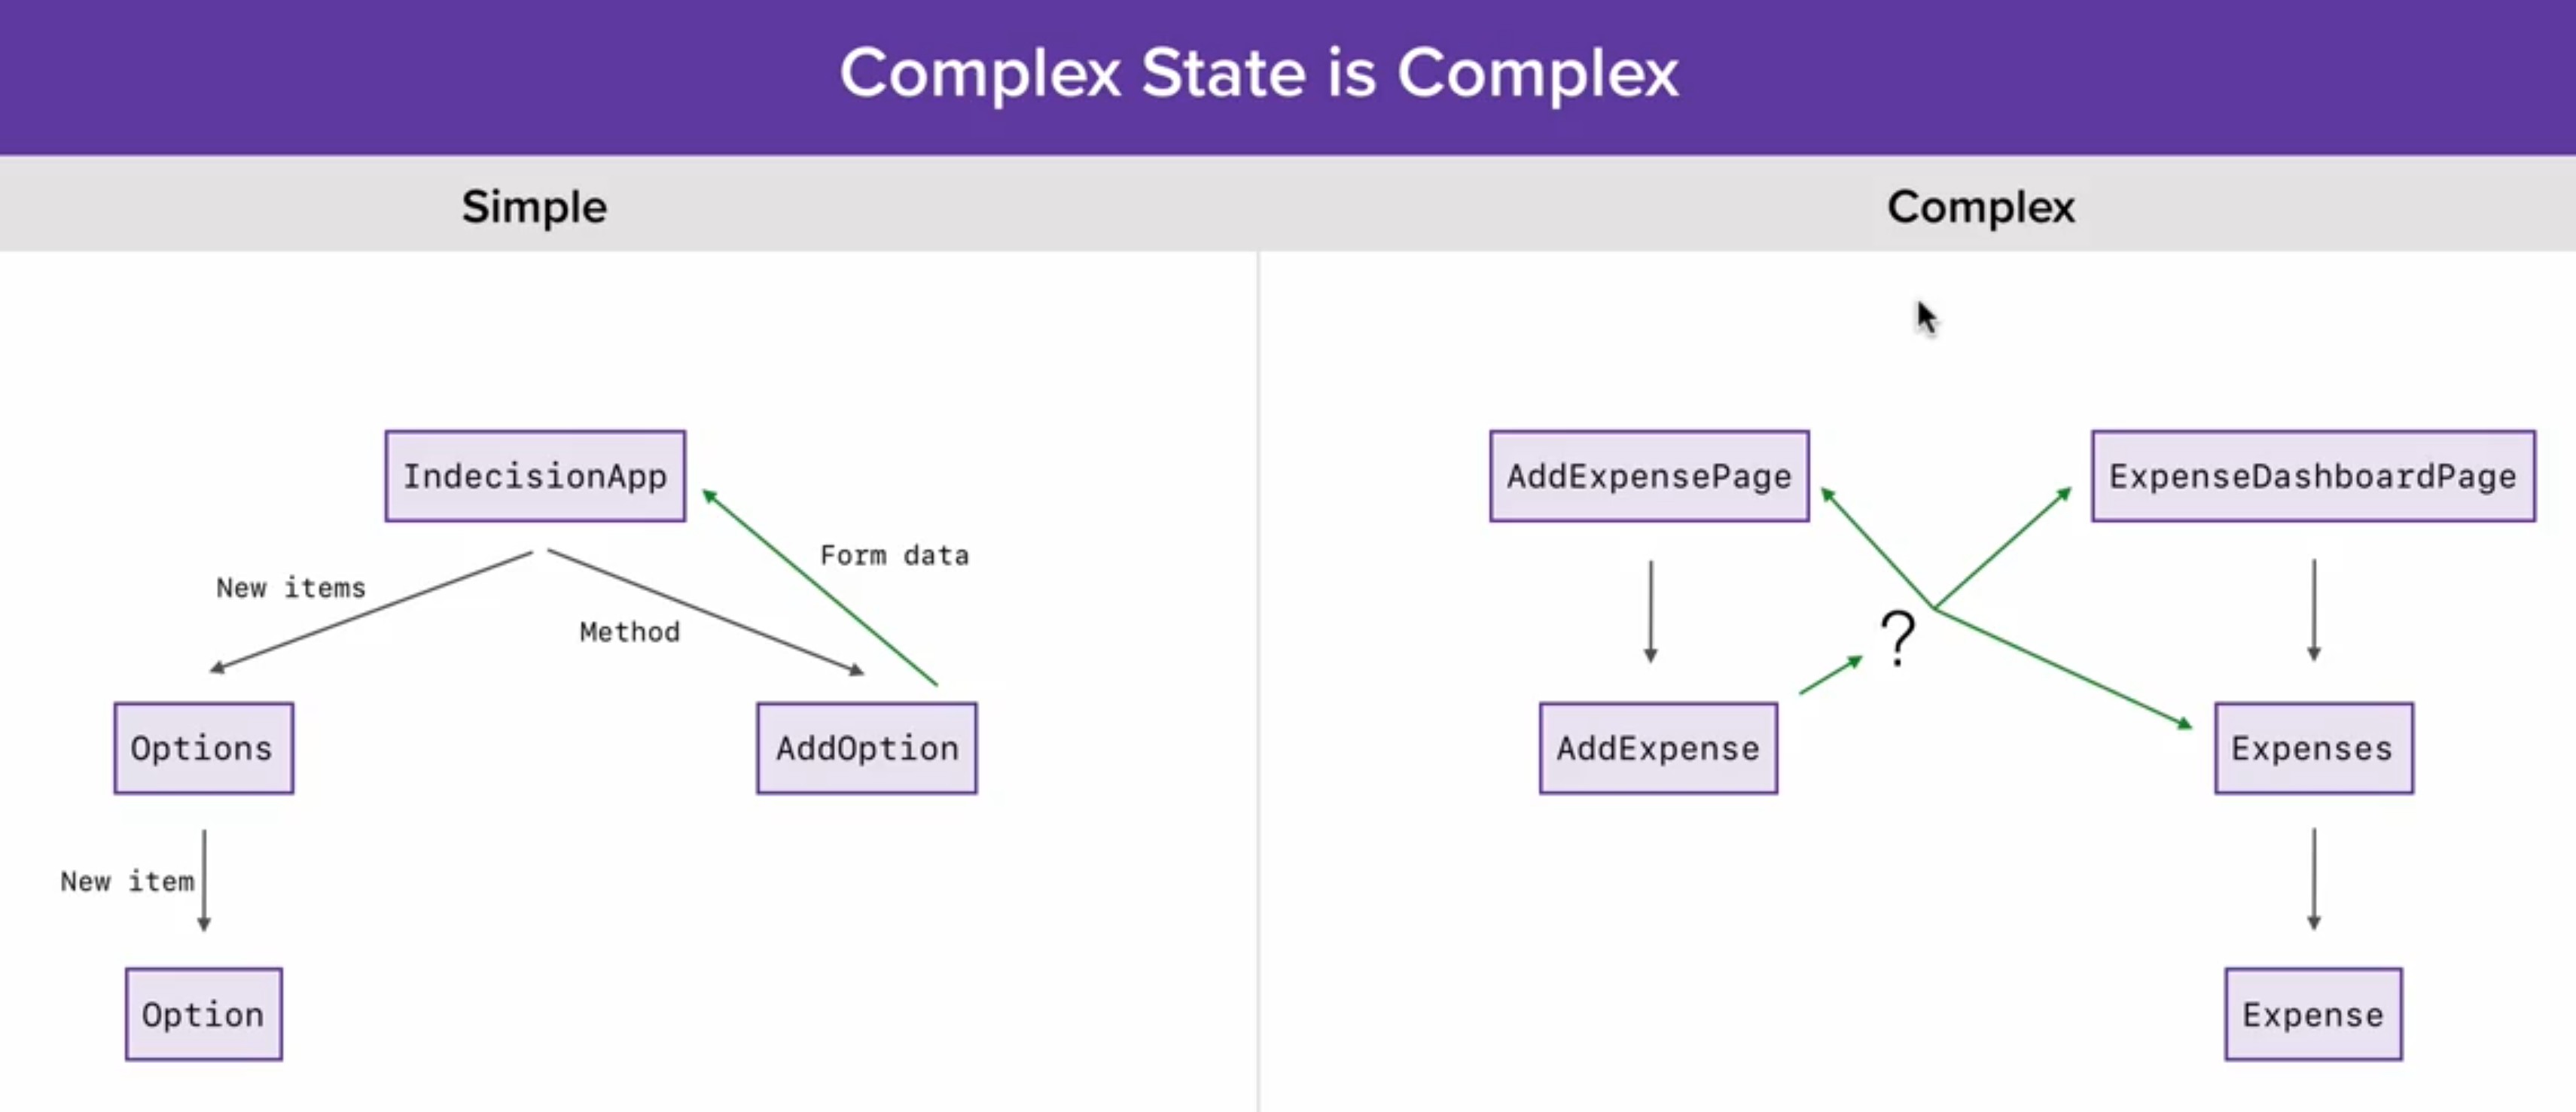 Complex State is Complex
Simple
Complex
IndecisionApp
Form data
New items
Method
Options
AddOption
New item
Option
AddExpensePage
ExpenseDashboardPage
?
AddExpense
Expenses
Expense